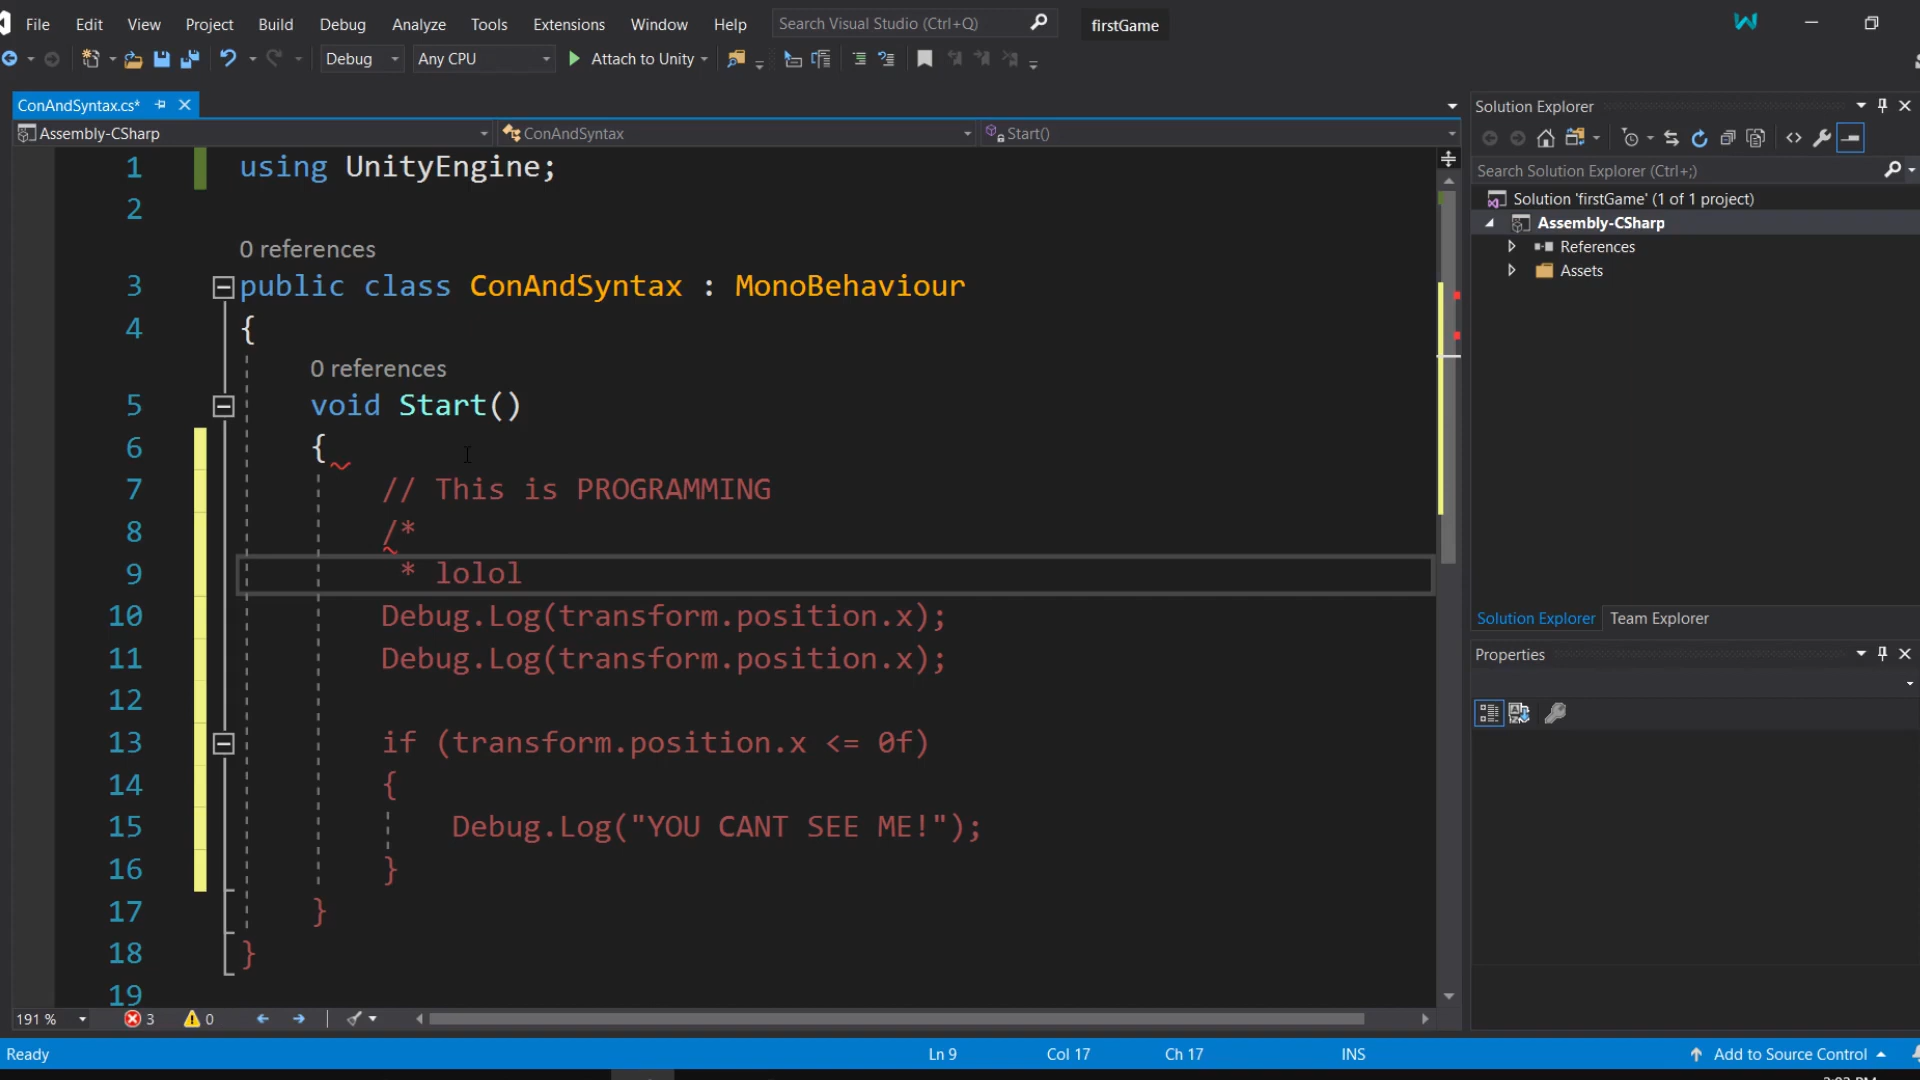 File Edit View Project Build Debug Analyze Tools Extensions Window Help Search Visual Studio (Ctrl+Q) firstGame
Debug Any CPU Attach to Unity
ConAndSyntax.cs* Solution Explorer
Assembly-CSharp ConAndSyntax Start()
Search Solution Explorer (Ctrl+;)
Solution 'firstGame' (1 of 1 project)
Assembly-CSharp
References
Assets
1 using UnityEngine;
2
0 references
3 public class ConAndSyntax : MonoBehaviour
4 {
0 references
5 void Start()
6 {
7 // This is PROGRAMMING
8 /*
9 * lolol
10 Debug.Log(transform.position.x);
11 Debug.Log(transform.position.x);
12
13 if (transform.position.x <= 0f)
14 {
15 Debug.Log("YOU CANT SEE ME!");
16 }
17 }
18 }
19
Solution Explorer Team Explorer
Properties
191 % 3 0
Ready Ln 9 Col 17 Ch 17 INS Add to Source Control